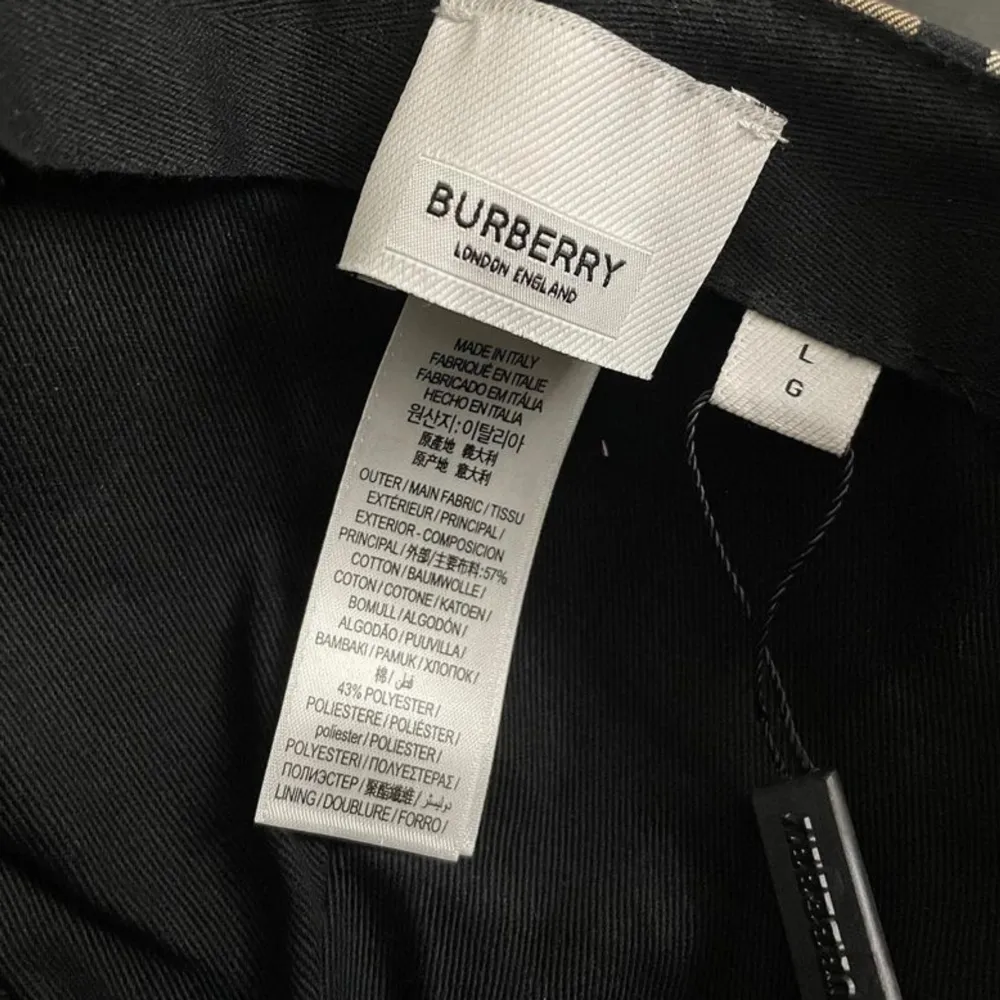 BURBERRY
LONDON ENGLAND
L
G
MADE IN ITALY
FABRIQUÉ EN ITALIE
FABRICADO EM ITÁLIA
HECHO EN ITALIA
원산지:이탈리아
原產地 義大利
原产地 意大利
OUTER / MAIN FABRIC / TISSU
EXTÉRIEUR / PRINCIPAL /
EXTERIOR - COMPOSICION
PRINCIPAL / 外部/主要布料:57%
COTTON / BAUMWOLLE /
COTON / COTONE / KATOEN /
BOMULL / ALGODÓN /
ALGODÃO / PUUVILLA /
BAMBAKI / PAMUK / ХЛОПОК /
棉 / قطن
43% POLYESTER /
POLIESTERE / POLIÉSTER /
poliester / POLIESTER /
POLYESTERI / ΠΟΛΥΕΣΤΕΡΑΣ /
ПОЛИЭСТЕР / 聚酯纖維 / دوليستر
LINING / DOUBLURE / FORRO /
BURBERRY